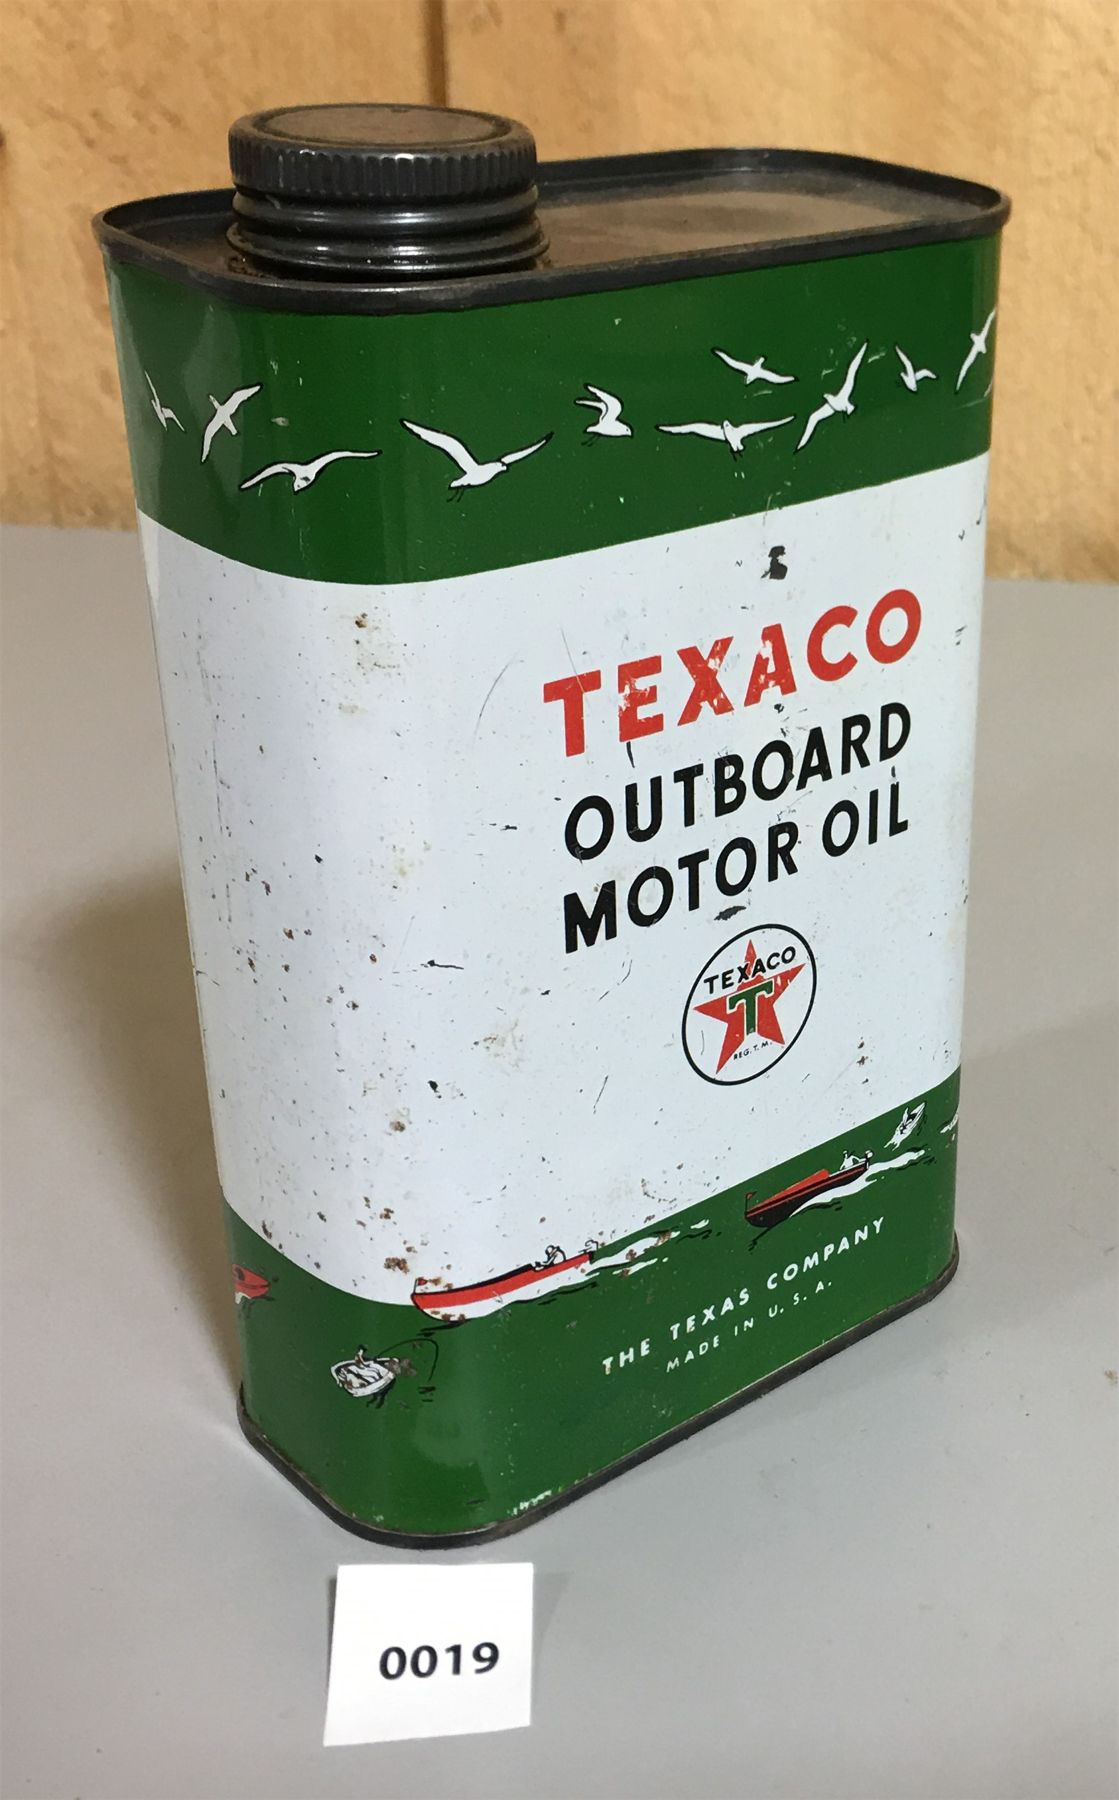 TEXACO
OUTBOARD
MOTOR OIL
TEXACO
T
REG. T. M.
THE TEXAS COMPANY
MADE IN U. S. A.
0019